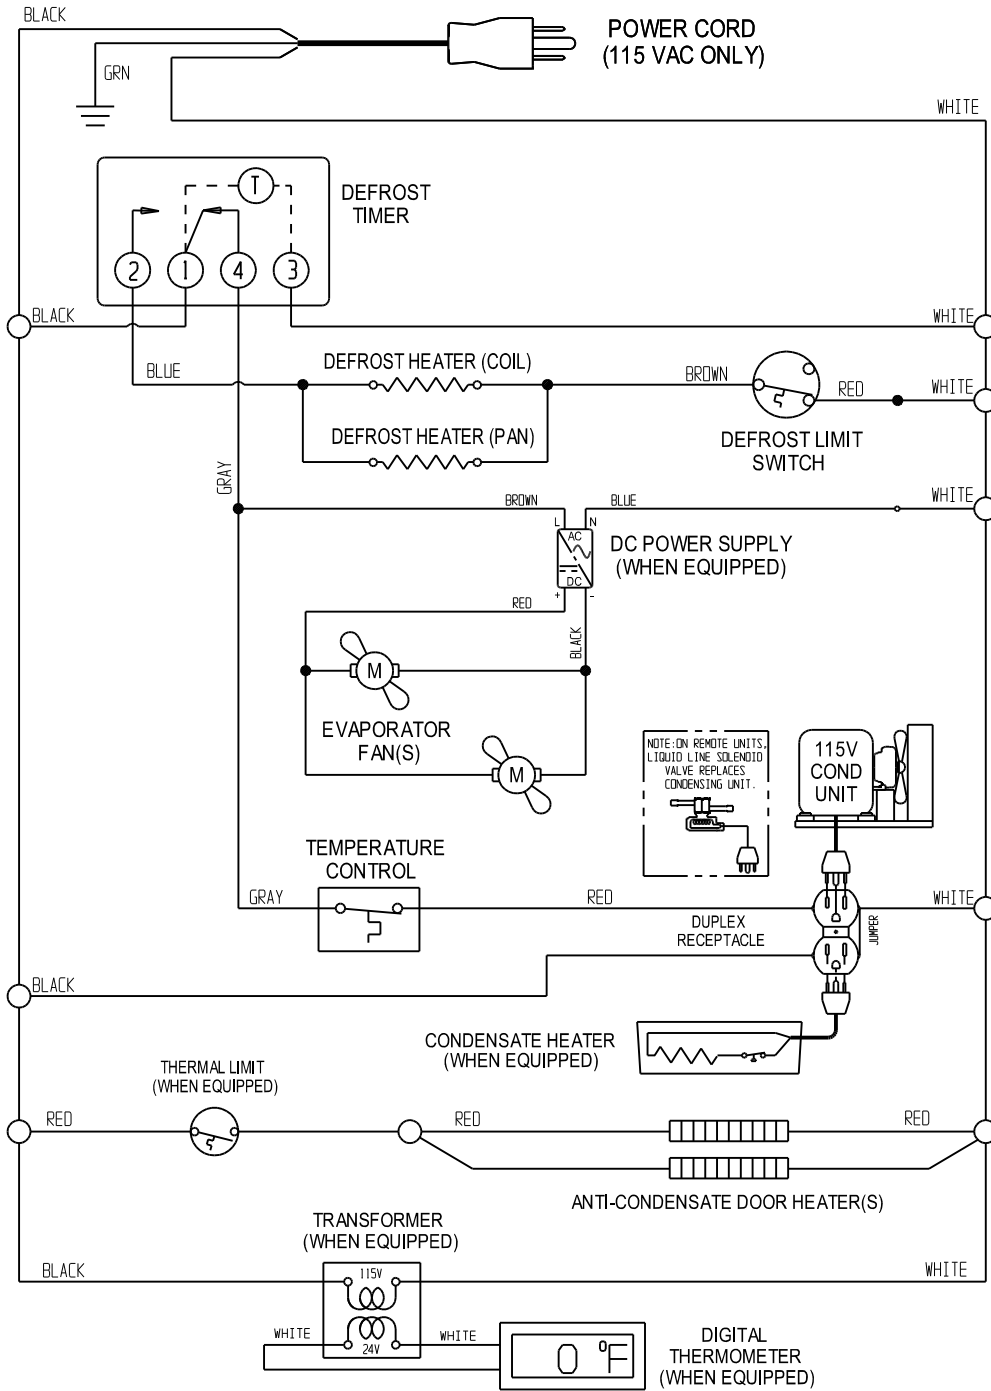 BLACK
POWER CORD
(115 VAC ONLY)
GRN
WHITE
T
DEFROST
TIMER
2
1
4
3
BLACK
WHITE
BLUE
DEFROST HEATER (COIL)
BROWN
RED
WHITE
DEFROST HEATER (PAN)
DEFROST LIMIT
SWITCH
GRAY
BROWN
L
N
BLUE
WHITE
AC
DC
DC POWER SUPPLY
(WHEN EQUIPPED)
+
-
RED
BLACK
M
EVAPORATOR
FAN(S)
M
NOTE:ON REMOTE UNITS,
LIQUID LINE SOLENOID
VALVE REPLACES
CONDENSING UNIT.
115V
COND
UNIT
TEMPERATURE
CONTROL
GRAY
RED
WHITE
DUPLEX
RECEPTACLE
JUMPER
BLACK
CONDENSATE HEATER
(WHEN EQUIPPED)
THERMAL LIMIT
(WHEN EQUIPPED)
RED
RED
RED
ANTI-CONDENSATE DOOR HEATER(S)
TRANSFORMER
(WHEN EQUIPPED)
BLACK
115V
WHITE
WHITE
24V
WHITE
0 °F
DIGITAL
THERMOMETER
(WHEN EQUIPPED)